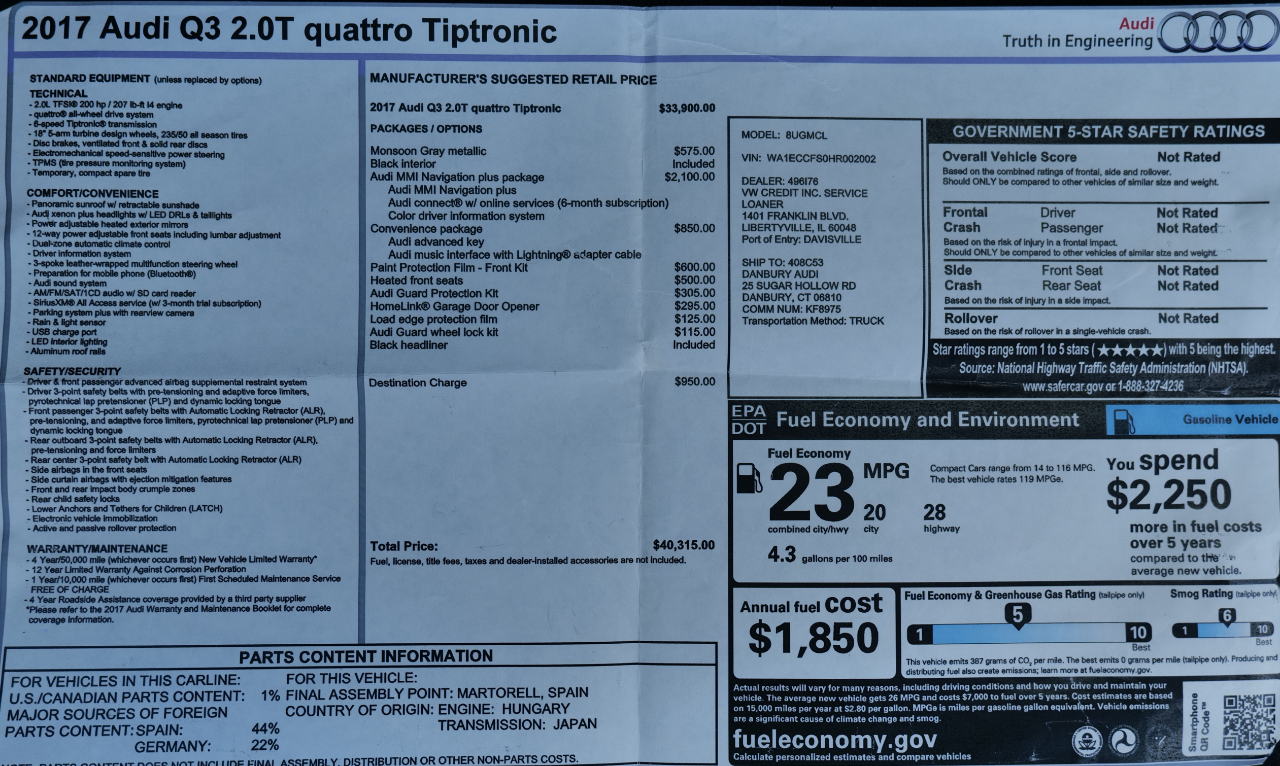 2017 Audi Q3 2.0T quattro Tiptronic
Audi
Truth in Engineering
STANDARD EQUIPMENT (unless replaced by options)
TECHNICAL
- 2.0L TFSI® 200 hp / 207 lb-ft I4 engine
- quattro® all-wheel drive system
- 6-speed Tiptronic® transmission
- 18" 5-arm turbine design wheels, 235/50 all season tires
- Disc brakes, ventilated front & solid rear discs
- Electromechanical speed-sensitive power steering
- TPMS (tire pressure monitoring system)
- Temporary, compact spare tire
COMFORT/CONVENIENCE
- Panoramic sunroof w/ retractable sunshade
- Audi xenon plus headlights w/ LED DRLs & taillights
- Power adjustable heated exterior mirrors
- 12-way power adjustable front seats including lumbar adjustment
- Dual-zone automatic climate control
- Driver information system
- 3-spoke leather-wrapped multifunction steering wheel
- Preparation for mobile phone (Bluetooth®)
- Audi sound system
- AM/FM/SAT/1CD audio w/ SD card reader
- SiriusXM® All Access service (w/ 3-month trial subscription)
- Parking system plus with rearview camera
- Rain & light sensor
- USB charge port
- LED interior lighting
- Aluminum roof rails
SAFETY/SECURITY
- Driver & front passenger advanced airbag supplemental restraint system
- Driver 3-point safety belts with pre-tensioning and adaptive force limiters,
pyrotechnical lap pretensioner (PLP) and dynamic locking tongue
- Front passenger 3-point safety belts with Automatic Locking Retractor (ALR),
pre-tensioning, and adaptive force limiters, pyrotechnical lap pretensioner (PLP) and
dynamic locking tongue
- Rear outboard 3-point safety belts with Automatic Locking Retractor (ALR),
pre-tensioning and force limiters
- Rear center 3-point safety belt with Automatic Locking Retractor (ALR)
- Side airbags in the front seats
- Side curtain airbags with ejection mitigation features
- Front and rear impact body crumple zones
- Rear child safety locks
- Lower Anchors and Tethers for Children (LATCH)
- Electronic vehicle immobilization
- Active and passive rollover protection
WARRANTY/MAINTENANCE
- 4 Year/50,000 mile (whichever occurs first) New Vehicle Limited Warranty*
- 12 Year Limited Warranty Against Corrosion Perforation
- 1 Year/10,000 mile (whichever occurs first) First Scheduled Maintenance Service
FREE OF CHARGE
- 4 Year Roadside Assistance coverage provided by a third party supplier
*Please refer to the 2017 Audi Warranty and Maintenance Booklet for complete
coverage information.
MANUFACTURER'S SUGGESTED RETAIL PRICE
2017 Audi Q3 2.0T quattro Tiptronic $33,900.00
PACKAGES / OPTIONS
Monsoon Gray metallic $575.00
Black interior Included
Audi MMI Navigation plus package $2,100.00
Audi MMI Navigation plus
Audi connect® w/ online services (6-month subscription)
Color driver information system
Convenience package $850.00
Audi advanced key
Audi music interface with Lightning® adapter cable
Paint Protection Film - Front Kit $600.00
Heated front seats $500.00
Audi Guard Protection Kit $305.00
HomeLink® Garage Door Opener $295.00
Load edge protection film $125.00
Audi Guard wheel lock kit $115.00
Black headliner Included
Destination Charge $950.00
Total Price: $40,315.00
Fuel, license, title fees, taxes and dealer-installed accessories are not included.
MODEL: 8UGMCL
VIN: WA1ECCFS0HR002002
DEALER: 496I76
VW CREDIT INC. SERVICE
LOANER
1401 FRANKLIN BLVD.
LIBERTYVILLE, IL 60048
Port of Entry: DAVISVILLE
SHIP TO: 408C53
DANBURY AUDI
25 SUGAR HOLLOW RD
DANBURY, CT 06810
COMM NUM: KF8975
Transportation Method: TRUCK
GOVERNMENT 5-STAR SAFETY RATINGS
Overall Vehicle Score Not Rated
Based on the combined ratings of frontal, side and rollover.
Should ONLY be compared to other vehicles of similar size and weight.
Frontal Driver Not Rated
Crash Passenger Not Rated
Based on the risk of injury in a frontal impact.
Should ONLY be compared to other vehicles of similar size and weight.
Side Front Seat Not Rated
Crash Rear Seat Not Rated
Based on the risk of injury in a side impact.
Rollover Not Rated
Based on the risk of rollover in a single-vehicle crash.
Star ratings range from 1 to 5 stars (★★★★★) with 5 being the highest.
Source: National Highway Traffic Safety Administration (NHTSA).
www.safercar.gov or 1-888-327-4236
EPA
DOT
Fuel Economy and Environment
Gasoline Vehicle
Fuel Economy
23 MPG
combined city/hwy
20
city
28
highway
4.3 gallons per 100 miles
Compact Cars range from 14 to 116 MPG.
The best vehicle rates 119 MPGe.
You spend
$2,250
more in fuel costs
over 5 years
compared to the
average new vehicle.
Annual fuel cost
$1,850
Fuel Economy & Greenhouse Gas Rating (tailpipe only)
5
1 10
Best
Smog Rating (tailpipe only)
6
1 10
Best
This vehicle emits 387 grams of CO₂ per mile. The best emits 0 grams per mile (tailpipe only). Producing and
distributing fuel also create emissions; learn more at fueleconomy.gov.
Actual results will vary for many reasons, including driving conditions and how you drive and maintain your
vehicle. The average new vehicle gets 26 MPG and costs $7,000 to fuel over 5 years. Cost estimates are based
on 15,000 miles per year at $2.80 per gallon. MPGe is miles per gasoline gallon equivalent. Vehicle emissions
are a significant cause of climate change and smog.
fueleconomy.gov
Calculate personalized estimates and compare vehicles
Smartphone
QR Code™
PARTS CONTENT INFORMATION
FOR VEHICLES IN THIS CARLINE:
U.S./CANADIAN PARTS CONTENT: 1%
MAJOR SOURCES OF FOREIGN
PARTS CONTENT: SPAIN: 44%
GERMANY: 22%
FOR THIS VEHICLE:
FINAL ASSEMBLY POINT: MARTORELL, SPAIN
COUNTRY OF ORIGIN: ENGINE: HUNGARY
TRANSMISSION: JAPAN
NOTE: PARTS CONTENT DOES NOT INCLUDE FINAL ASSEMBLY, DISTRIBUTION OR OTHER NON-PARTS COSTS.